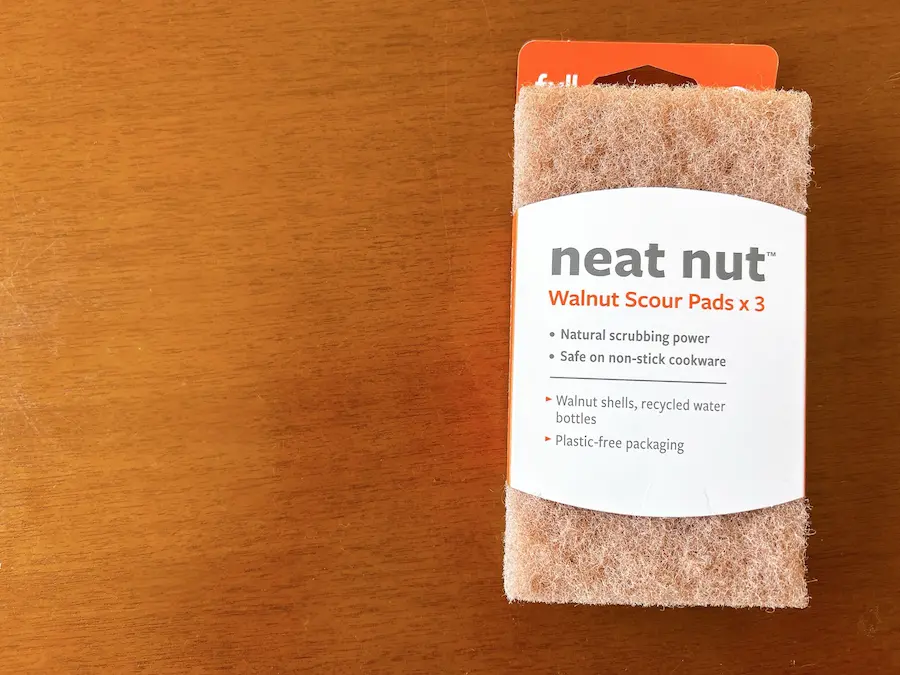 neat nut™
Walnut Scour Pads x 3
• Natural scrubbing power
• Safe on non-stick cookware
Walnut shells, recycled water
bottles
Plastic-free packaging